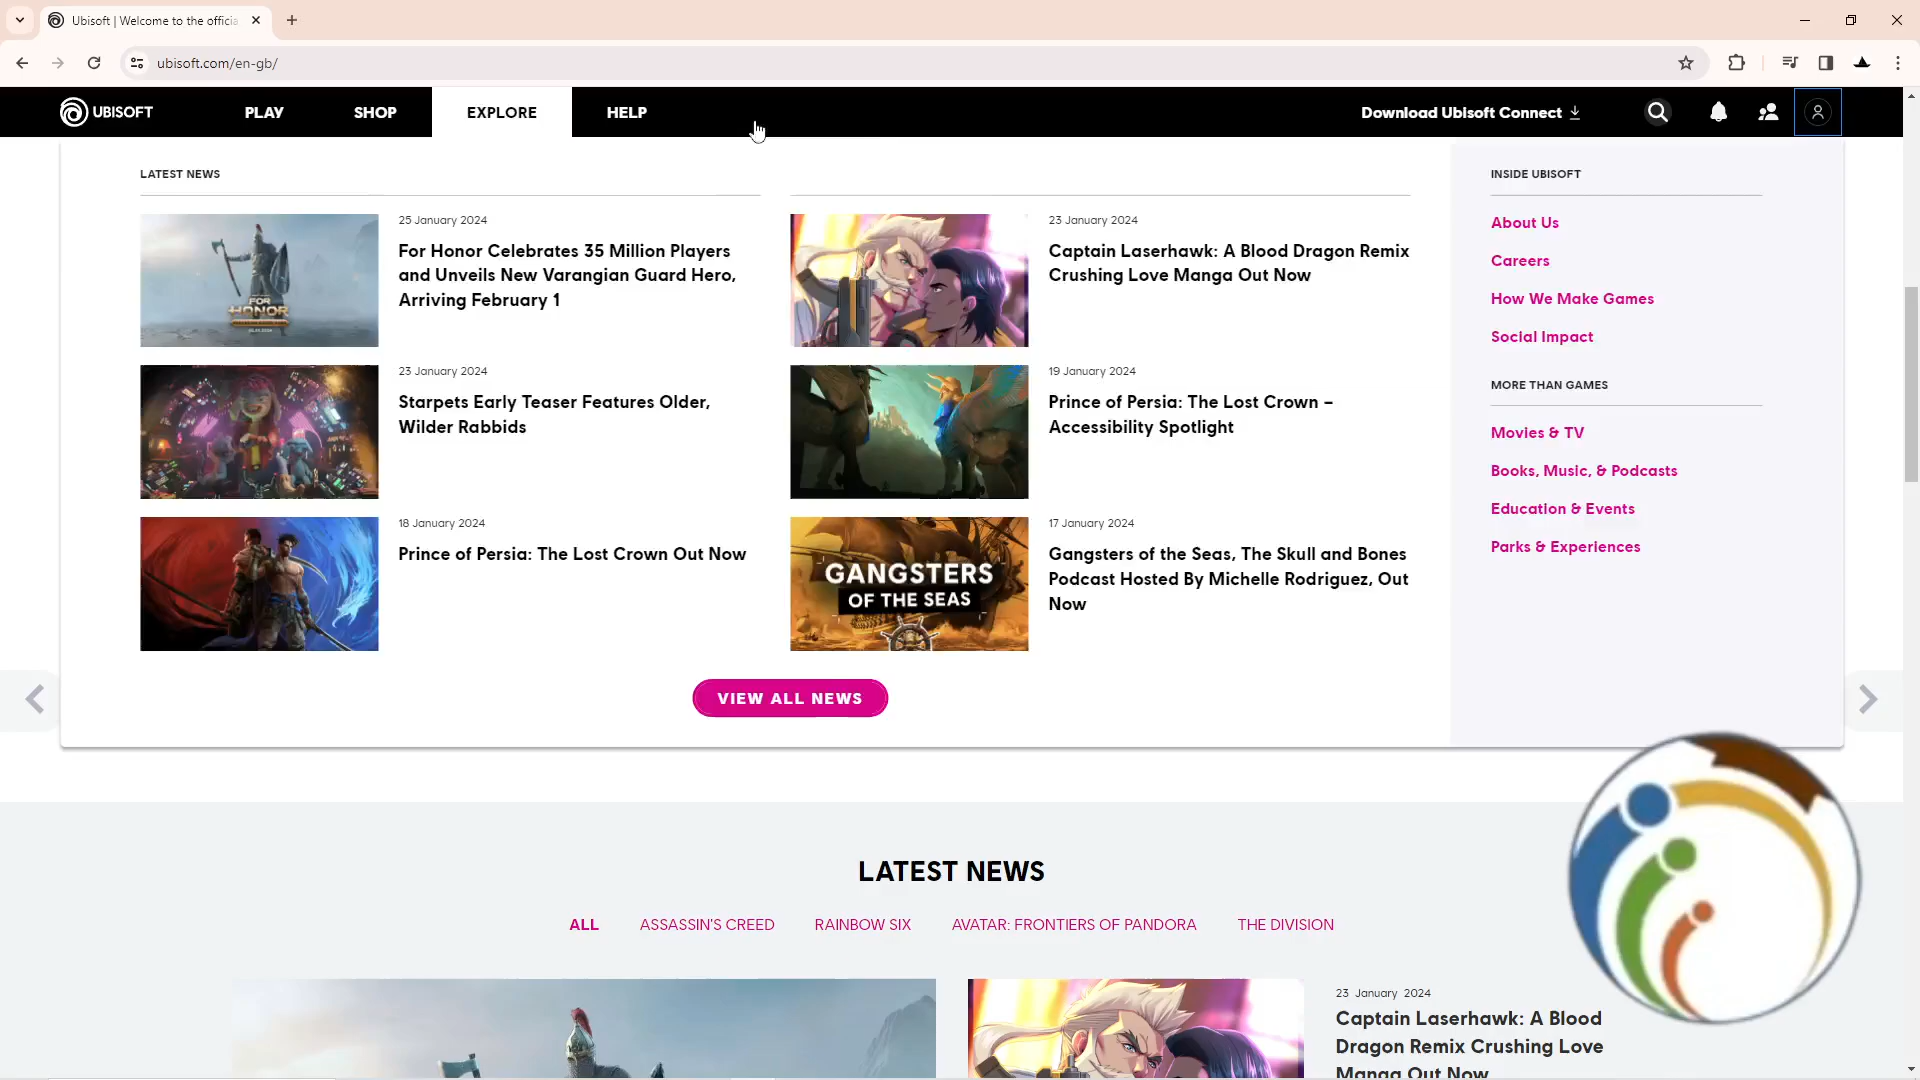 Ubisoft | Welcome to the officia
ubisoft.com/en-gb/
UBISOFT
PLAY
SHOP
EXPLORE
HELP
Download Ubisoft Connect
LATEST NEWS
25 January 2024
For Honor Celebrates 35 Million Players
and Unveils New Varangian Guard Hero,
Arriving February 1
FOR
HONOR
23 January 2024
Captain Laserhawk: A Blood Dragon Remix
Crushing Love Manga Out Now
23 January 2024
Starpets Early Teaser Features Older,
Wilder Rabbids
19 January 2024
Prince of Persia: The Lost Crown –
Accessibility Spotlight
18 January 2024
Prince of Persia: The Lost Crown Out Now
GANGSTERS
OF THE SEAS
17 January 2024
Gangsters of the Seas, The Skull and Bones
Podcast Hosted By Michelle Rodriguez, Out
Now
VIEW ALL NEWS
INSIDE UBISOFT
About Us
Careers
How We Make Games
Social Impact
MORE THAN GAMES
Movies & TV
Books, Music, & Podcasts
Education & Events
Parks & Experiences
LATEST NEWS
ALL
ASSASSIN'S CREED
RAINBOW SIX
AVATAR: FRONTIERS OF PANDORA
THE DIVISION
23 January 2024
Captain Laserhawk: A Blood
Dragon Remix Crushing Love
Manga Out Now